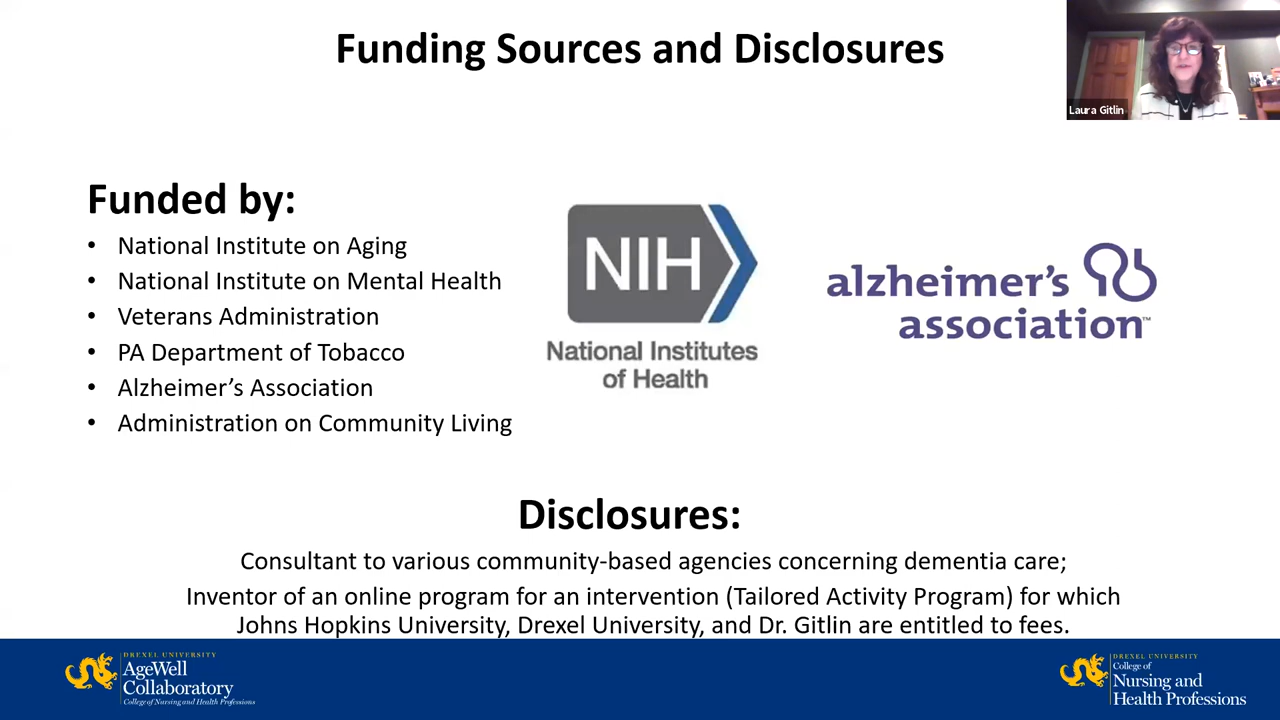 Funding Sources and Disclosures
Laura Gitlin
Funded by:
• National Institute on Aging
• National Institute on Mental Health
• Veterans Administration
• PA Department of Tobacco
• Alzheimer’s Association
• Administration on Community Living
NIH
National Institutes
of Health
alzheimer's
association™
Disclosures:
Consultant to various community-based agencies concerning dementia care;
Inventor of an online program for an intervention (Tailored Activity Program) for which
Johns Hopkins University, Drexel University, and Dr. Gitlin are entitled to fees.
DREXEL UNIVERSITY
AgeWell
Collaboratory
College of Nursing and Health Professions
DREXEL UNIVERSITY
College of
Nursing and
Health Professions